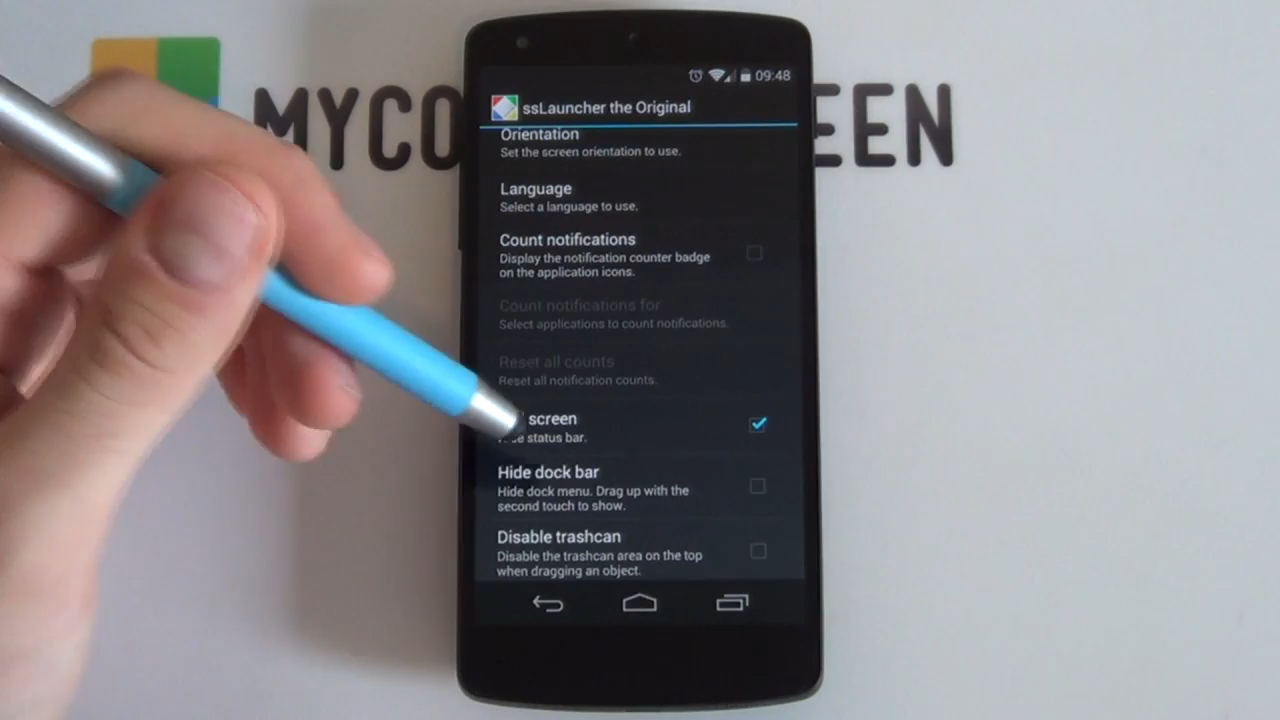 MYCO EEN
09:48
ssLauncher the Original
Orientation
Set the screen orientation to use.
Language
Select a language to use.
Count notifications
Display the notification counter badge
on the application icons.
Count notifications for
Select applications to count notifications.
Reset all counts
Reset all notification counts.
screen
status bar.
Hide dock bar
Hide dock menu. Drag up with the
second touch to show.
Disable trashcan
Disable the trashcan area on the top
when dragging an object.